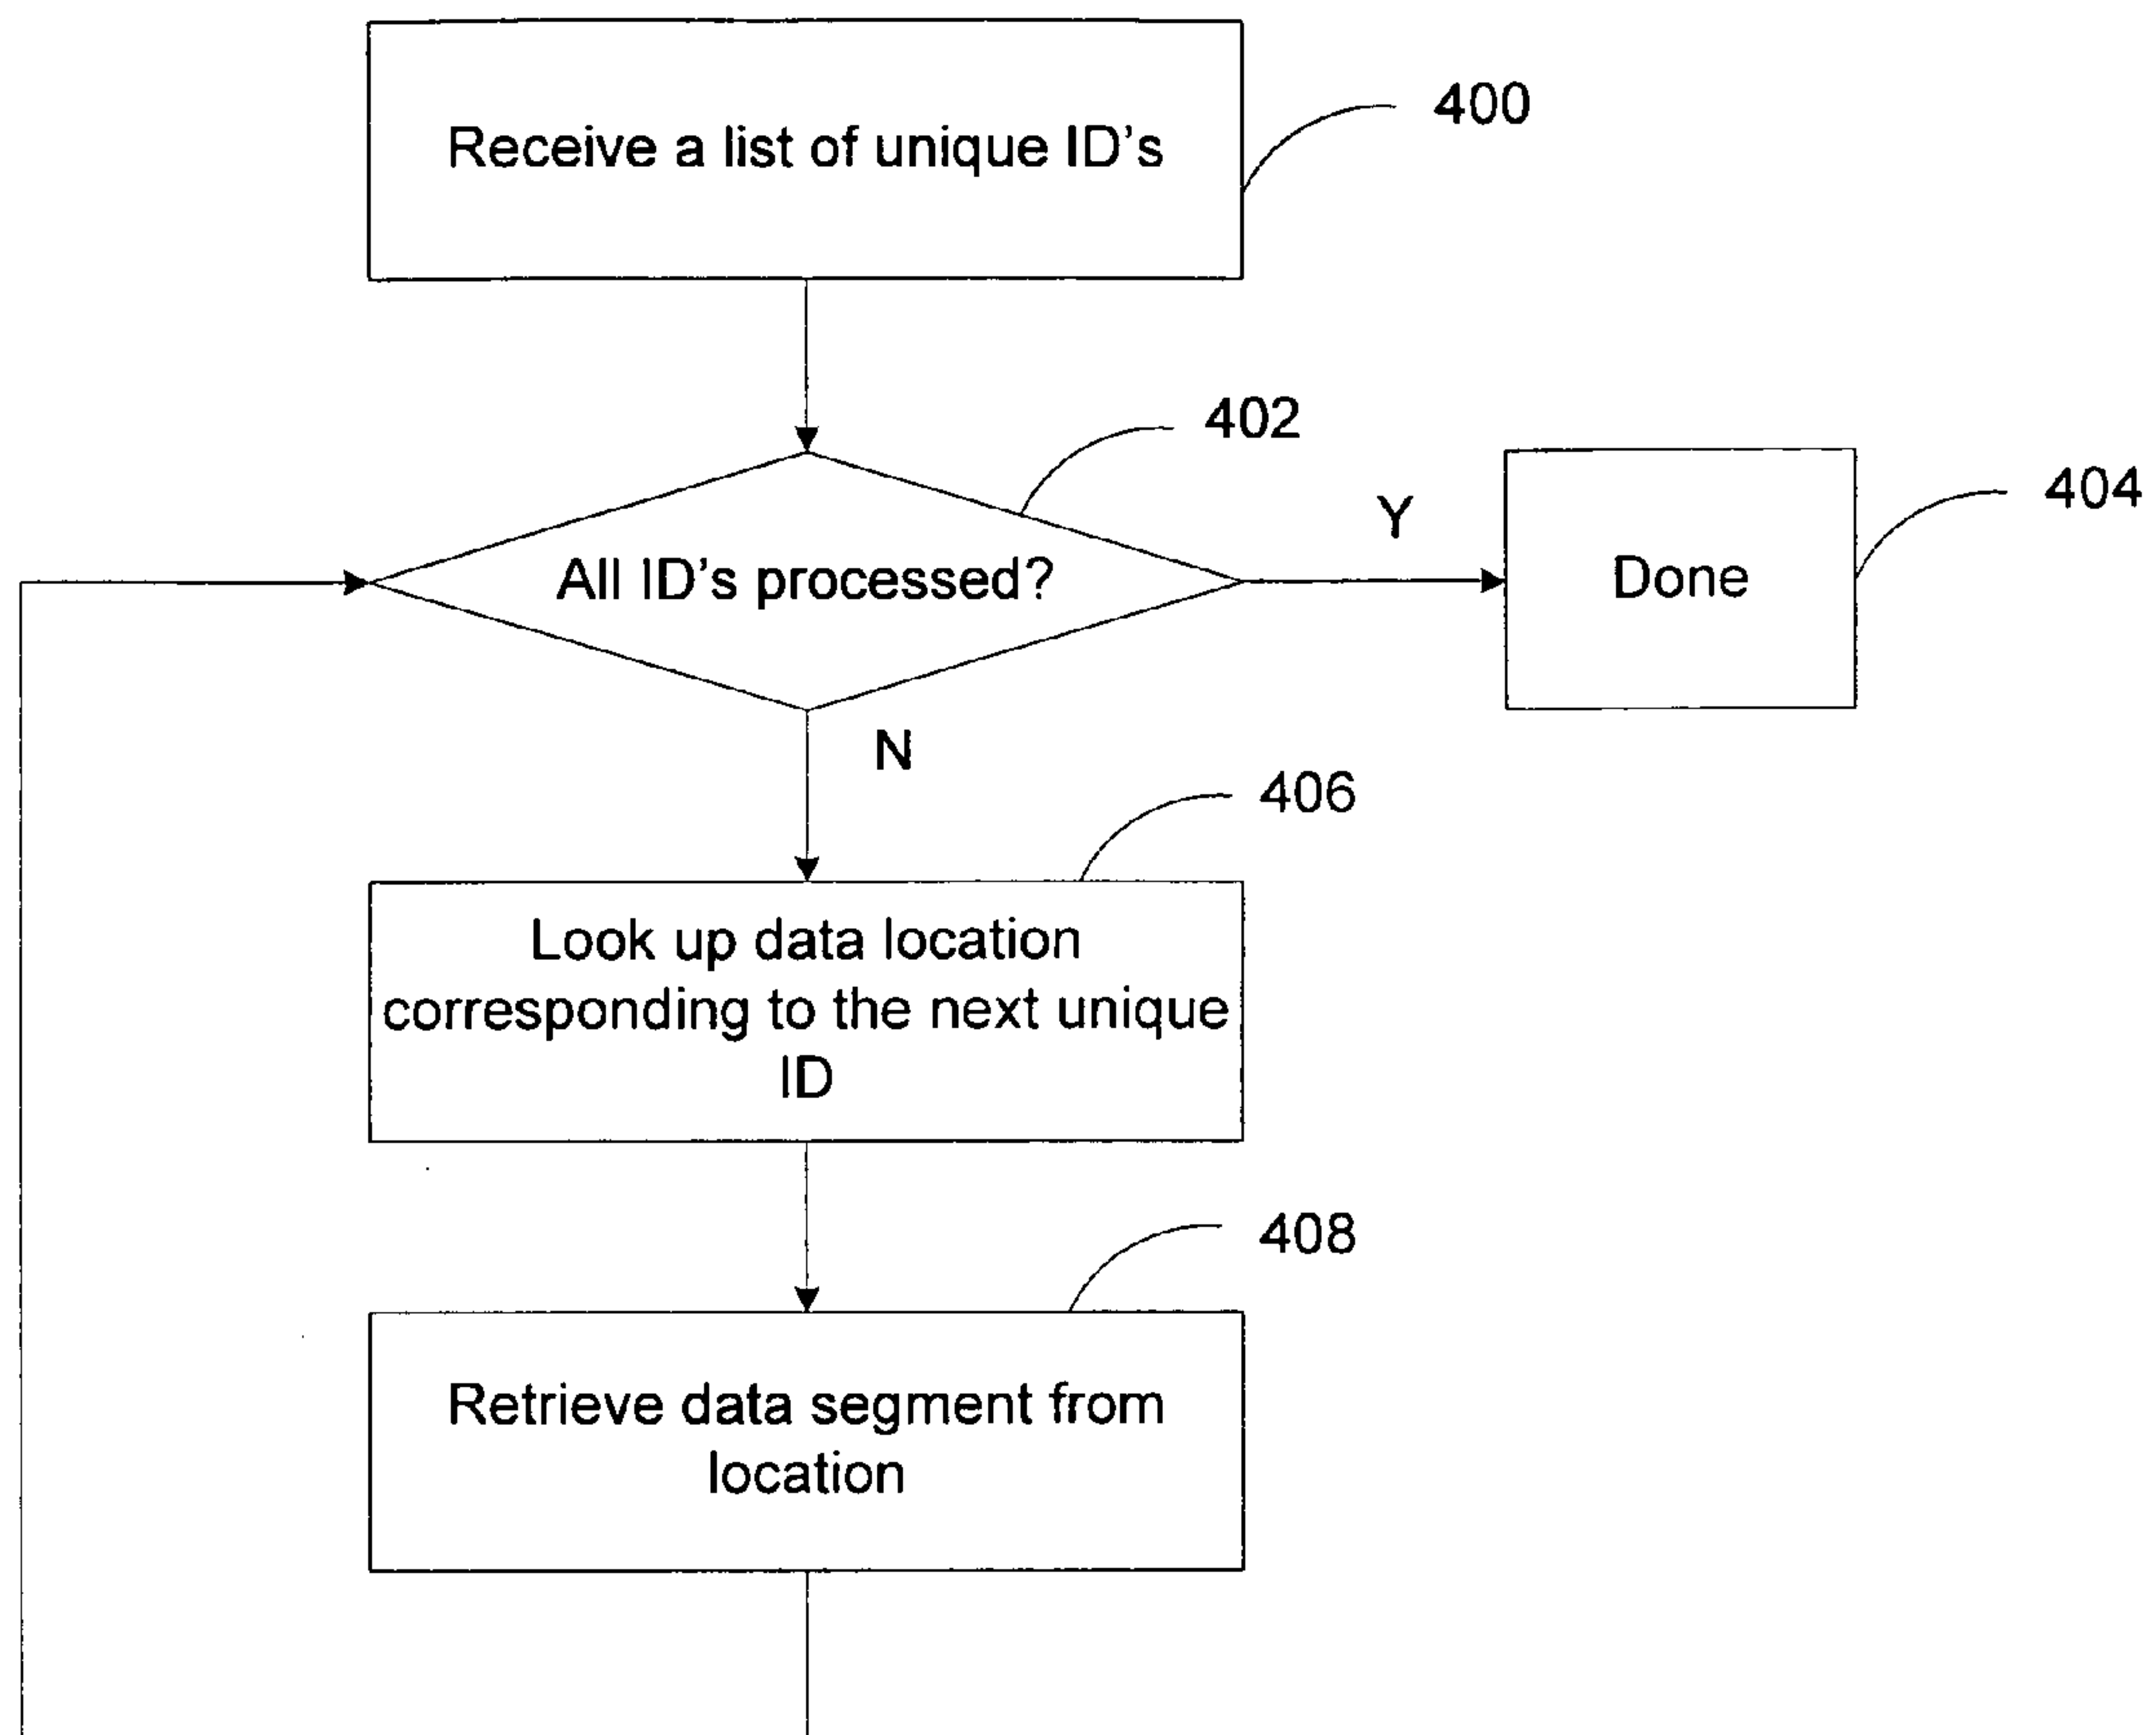 Receive a list of unique ID’s
400
402
All ID’s processed?
Y
Done
404
N
406
Look up data location
corresponding to the next unique
ID
408
Retrieve data segment from
location